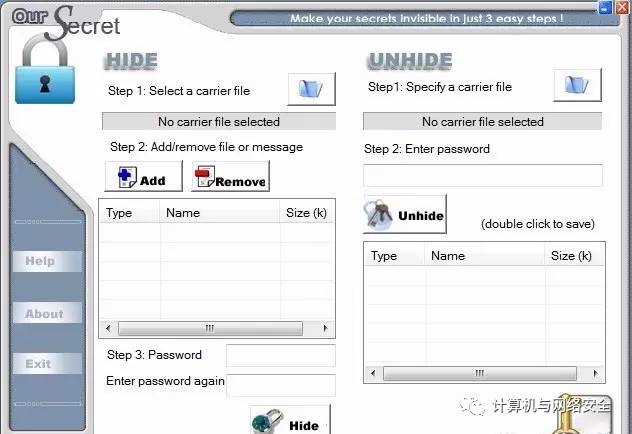 Our Secret
Make your secrets invisible in just 3 easy steps !
HIDE
Step 1: Select a carrier file
No carrier file selected
Step 2: Add/remove file or message
Add
Remove
Type Name Size (k)
Step 3: Password
Enter password again
Hide
UNHIDE
Step1: Specify a carrier file
No carrier file selected
Step 2: Enter password
Unhide
(double click to save)
Type Name Size (k)
Help
About
Exit
计算机与网络安全